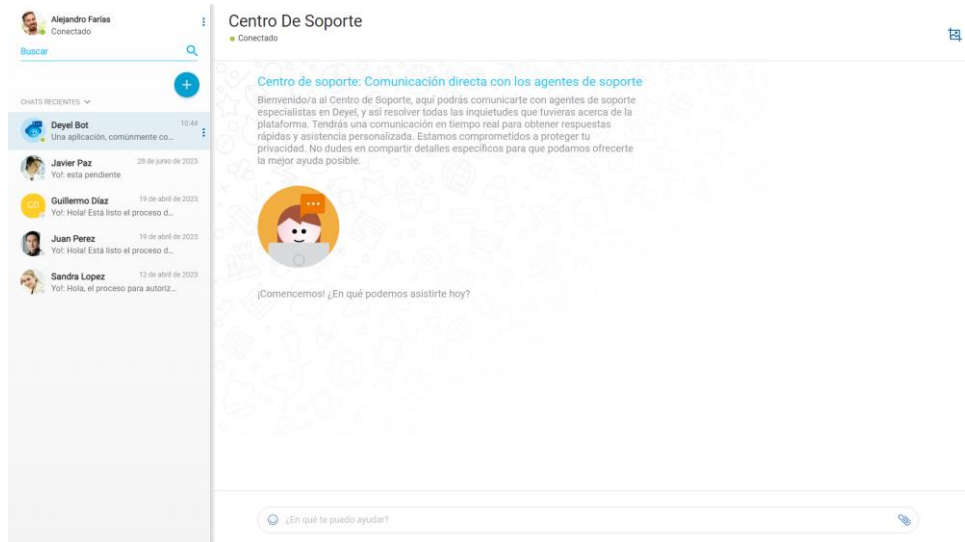 Alejandro Farías
Conectado
Buscar
CHATS RECIENTES
Deyel Bot 10:44
Una aplicación, comúnmente co...
Javier Paz 28 de junio de 2023
Yo!: esta pendiente
GD
Guillermo Díaz 19 de abril de 2023
Yo!: Hola! Está listo el proceso d...
Juan Perez 19 de abril de 2023
Yo!: Hola! Está listo el proceso d...
Sandra Lopez 12 de abril de 2023
Yo!: Hola, el proceso para autoriz...
Centro De Soporte
Conectado
Centro de soporte: Comunicación directa con los agentes de soporte
Bienvenido/a al Centro de Soporte, aquí podrás comunicarte con agentes de soporte
especialistas en Deyel, y así resolver todas las inquietudes que tuvieras acerca de la
plataforma. Tendrás una comunicación en tiempo real para obtener respuestas
rápidas y asistencia personalizada. Estamos comprometidos a proteger tu
privacidad. No dudes en compartir detalles específicos para que podamos ofrecerte
la mejor ayuda posible.
¡Comencemos! ¿En qué podemos asistirte hoy?
¿En qué te puedo ayudar?